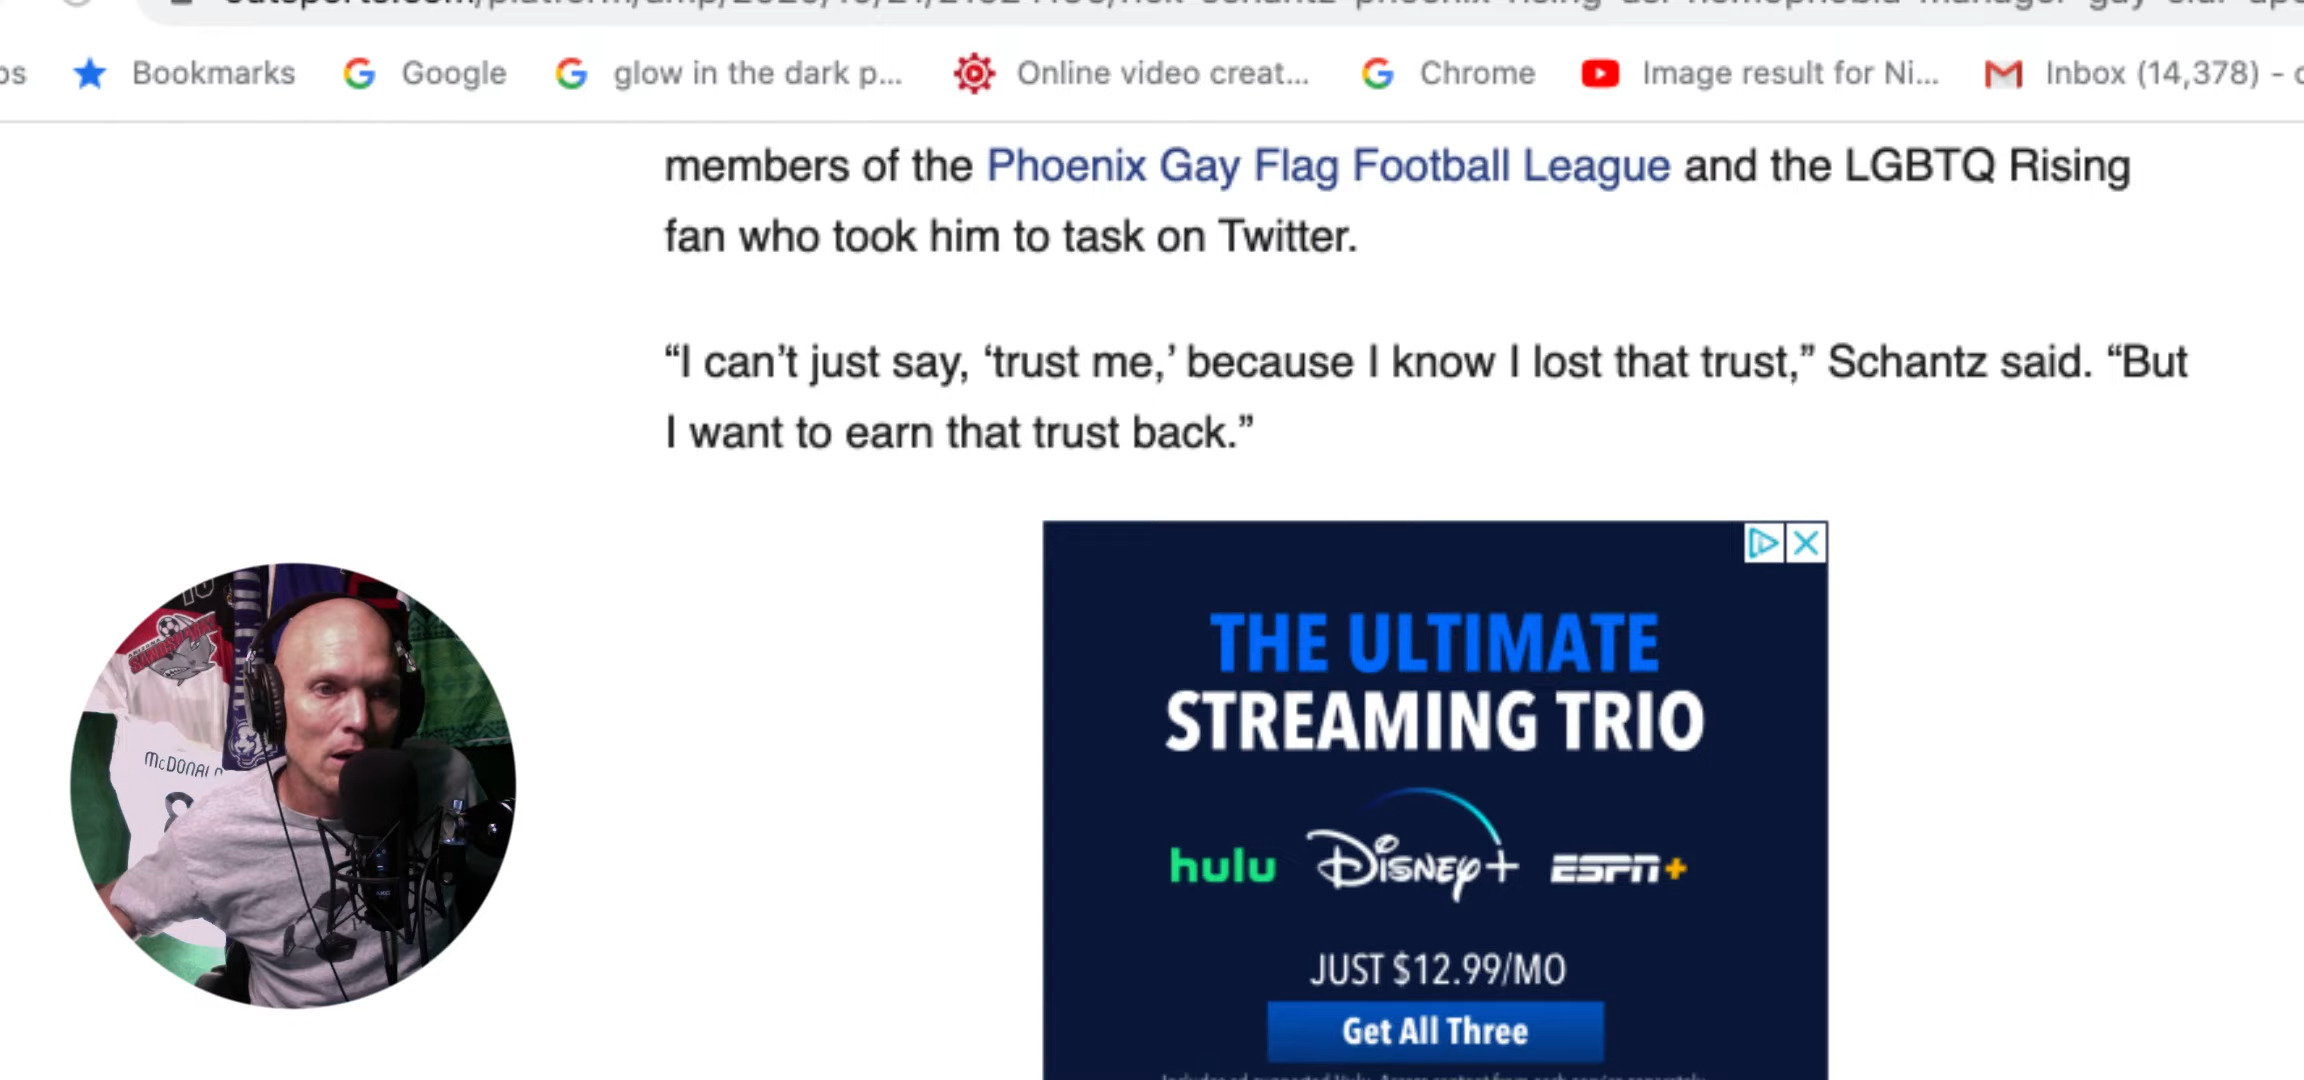 Bookmarks Google glow in the dark p... Online video creat... Chrome Image result for Ni... Inbox (14,378) - 
members of the Phoenix Gay Flag Football League and the LGBTQ Rising
fan who took him to task on Twitter.
“I can’t just say, ‘trust me,’ because I know I lost that trust,” Schantz said. “But
I want to earn that trust back.”
THE ULTIMATE
STREAMING TRIO
hulu Disney+ ESPN+
JUST $12.99/MO
Get All Three
McDONAL
8